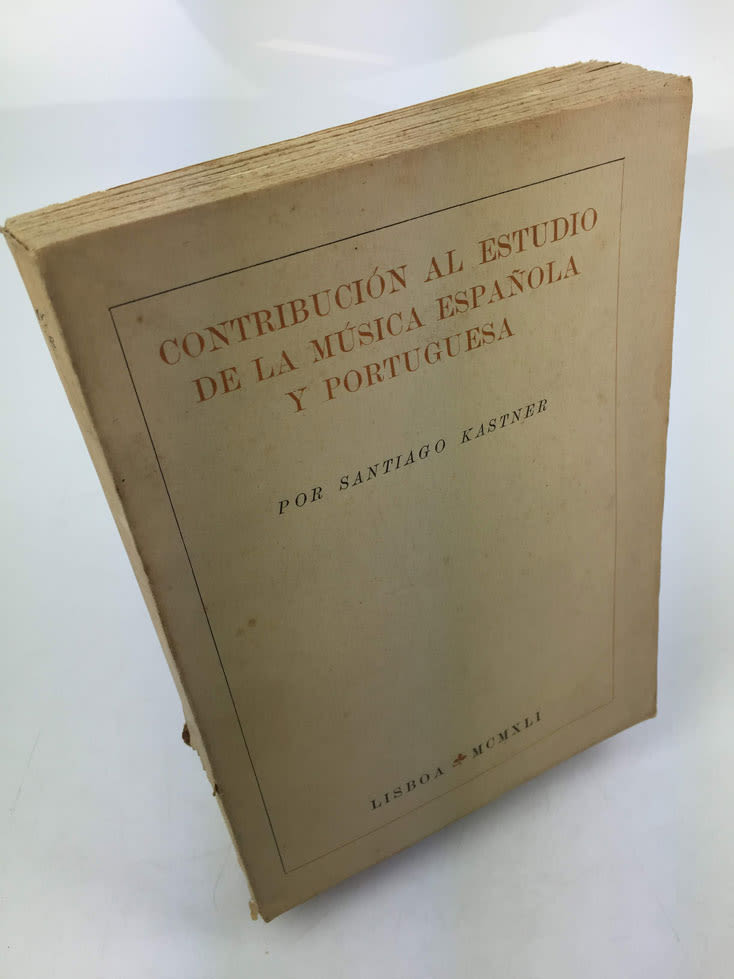 CONTRIBUCIÓN AL ESTUDIO
DE LA MÚSICA ESPAÑOLA
Y PORTUGUESA
POR SANTIAGO KASTNER
LISBOA ✤ MCMXLI